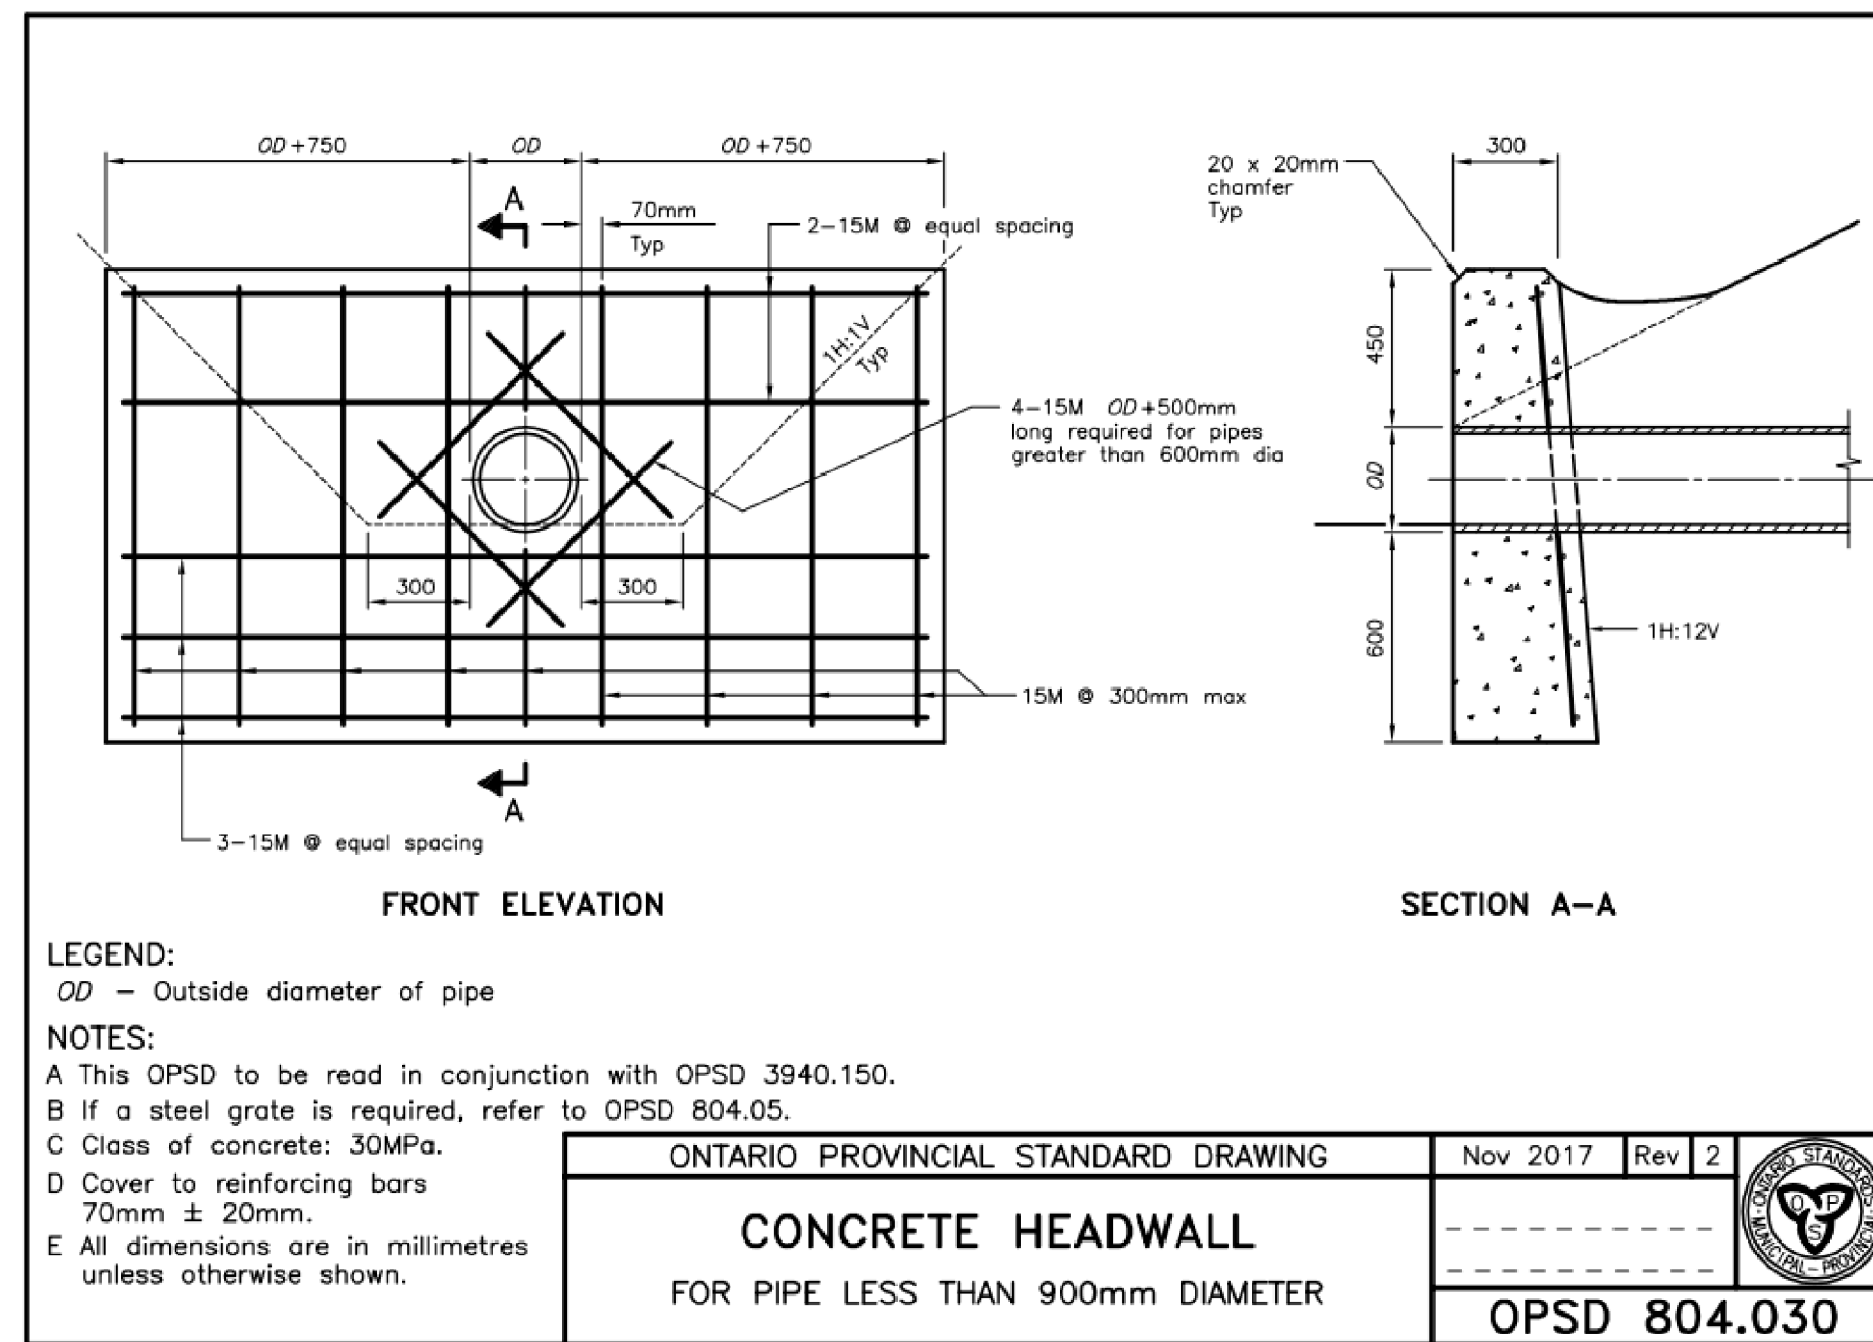 OD+750
OD
OD+750
A
70mm
Typ
2-15M @ equal spacing
1H:1V
Typ
4-15M OD+500mm
long required for pipes
greater than 600mm dia
300
300
15M @ 300mm max
A
3-15M @ equal spacing
FRONT ELEVATION
300
20 x 20mm
chamfer
Typ
450
OD
600
1H:12V
SECTION A-A
LEGEND:
OD - Outside diameter of pipe
NOTES:
A This OPSD to be read in conjunction with OPSD 3940.150.
B If a steel grate is required, refer to OPSD 804.05.
C Class of concrete: 30MPa.
D Cover to reinforcing bars
70mm ± 20mm.
E All dimensions are in millimetres
unless otherwise shown.
ONTARIO PROVINCIAL STANDARD DRAWING
Nov 2017
Rev
2
CONCRETE HEADWALL
FOR PIPE LESS THAN 900mm DIAMETER
ONTARIO STANDARDS
MUNICIPAL - PROVINCIAL
O P
S
OPSD 804.030